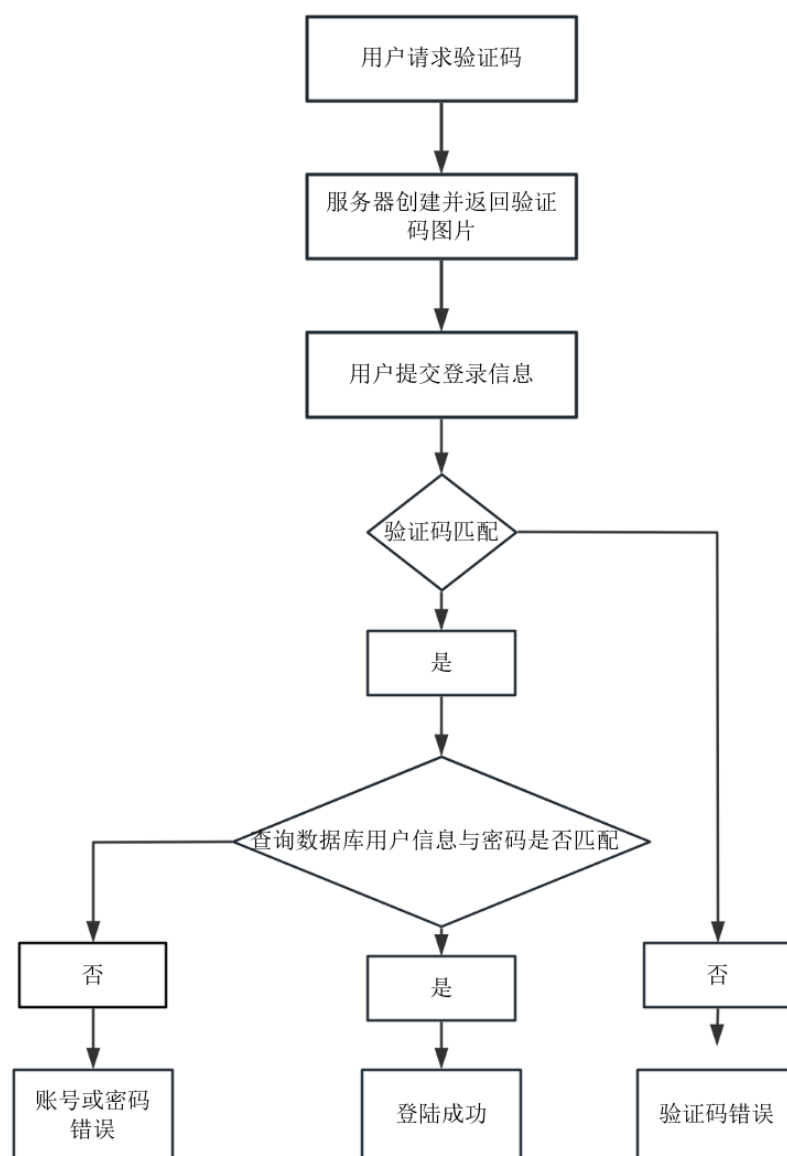 用户请求验证码
服务器创建并返回验证
码图片
用户提交登录信息
验证码匹配
是
查询数据库用户信息与密码是否匹配
否
是
否
账号或密码
错误
登陆成功
验证码错误